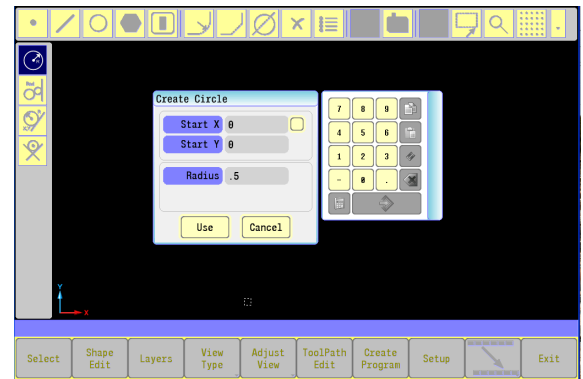 Create Circle
Start X 0
Start Y 0
Radius .5
Use Cancel
7 8 9
4 5 6
1 2 3
- 0 .
Y
X
Select Shape Edit Layers View Type Adjust View ToolPath Edit Create Program Setup Exit